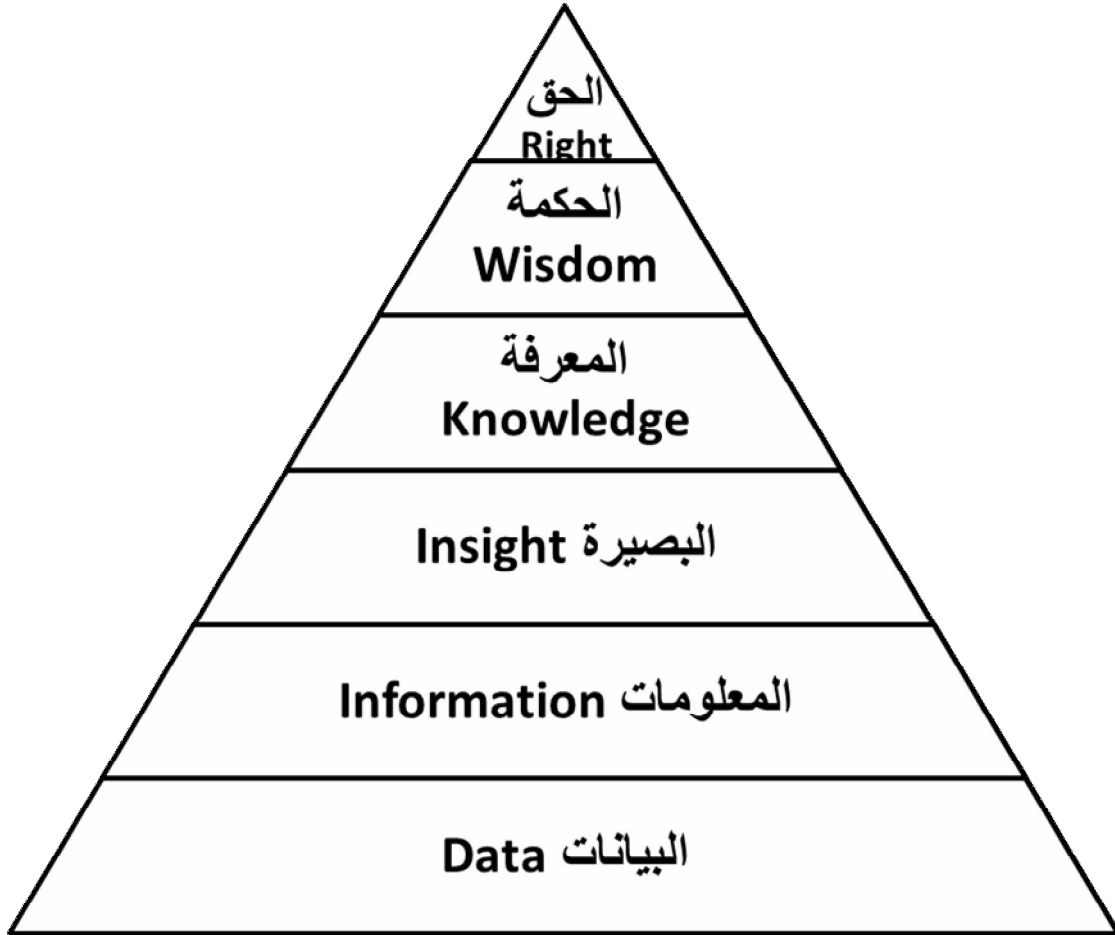 الحق
Right
الحكمة
Wisdom
المعرفة
Knowledge
البصيرة Insight
المعلومات Information
البيانات Data